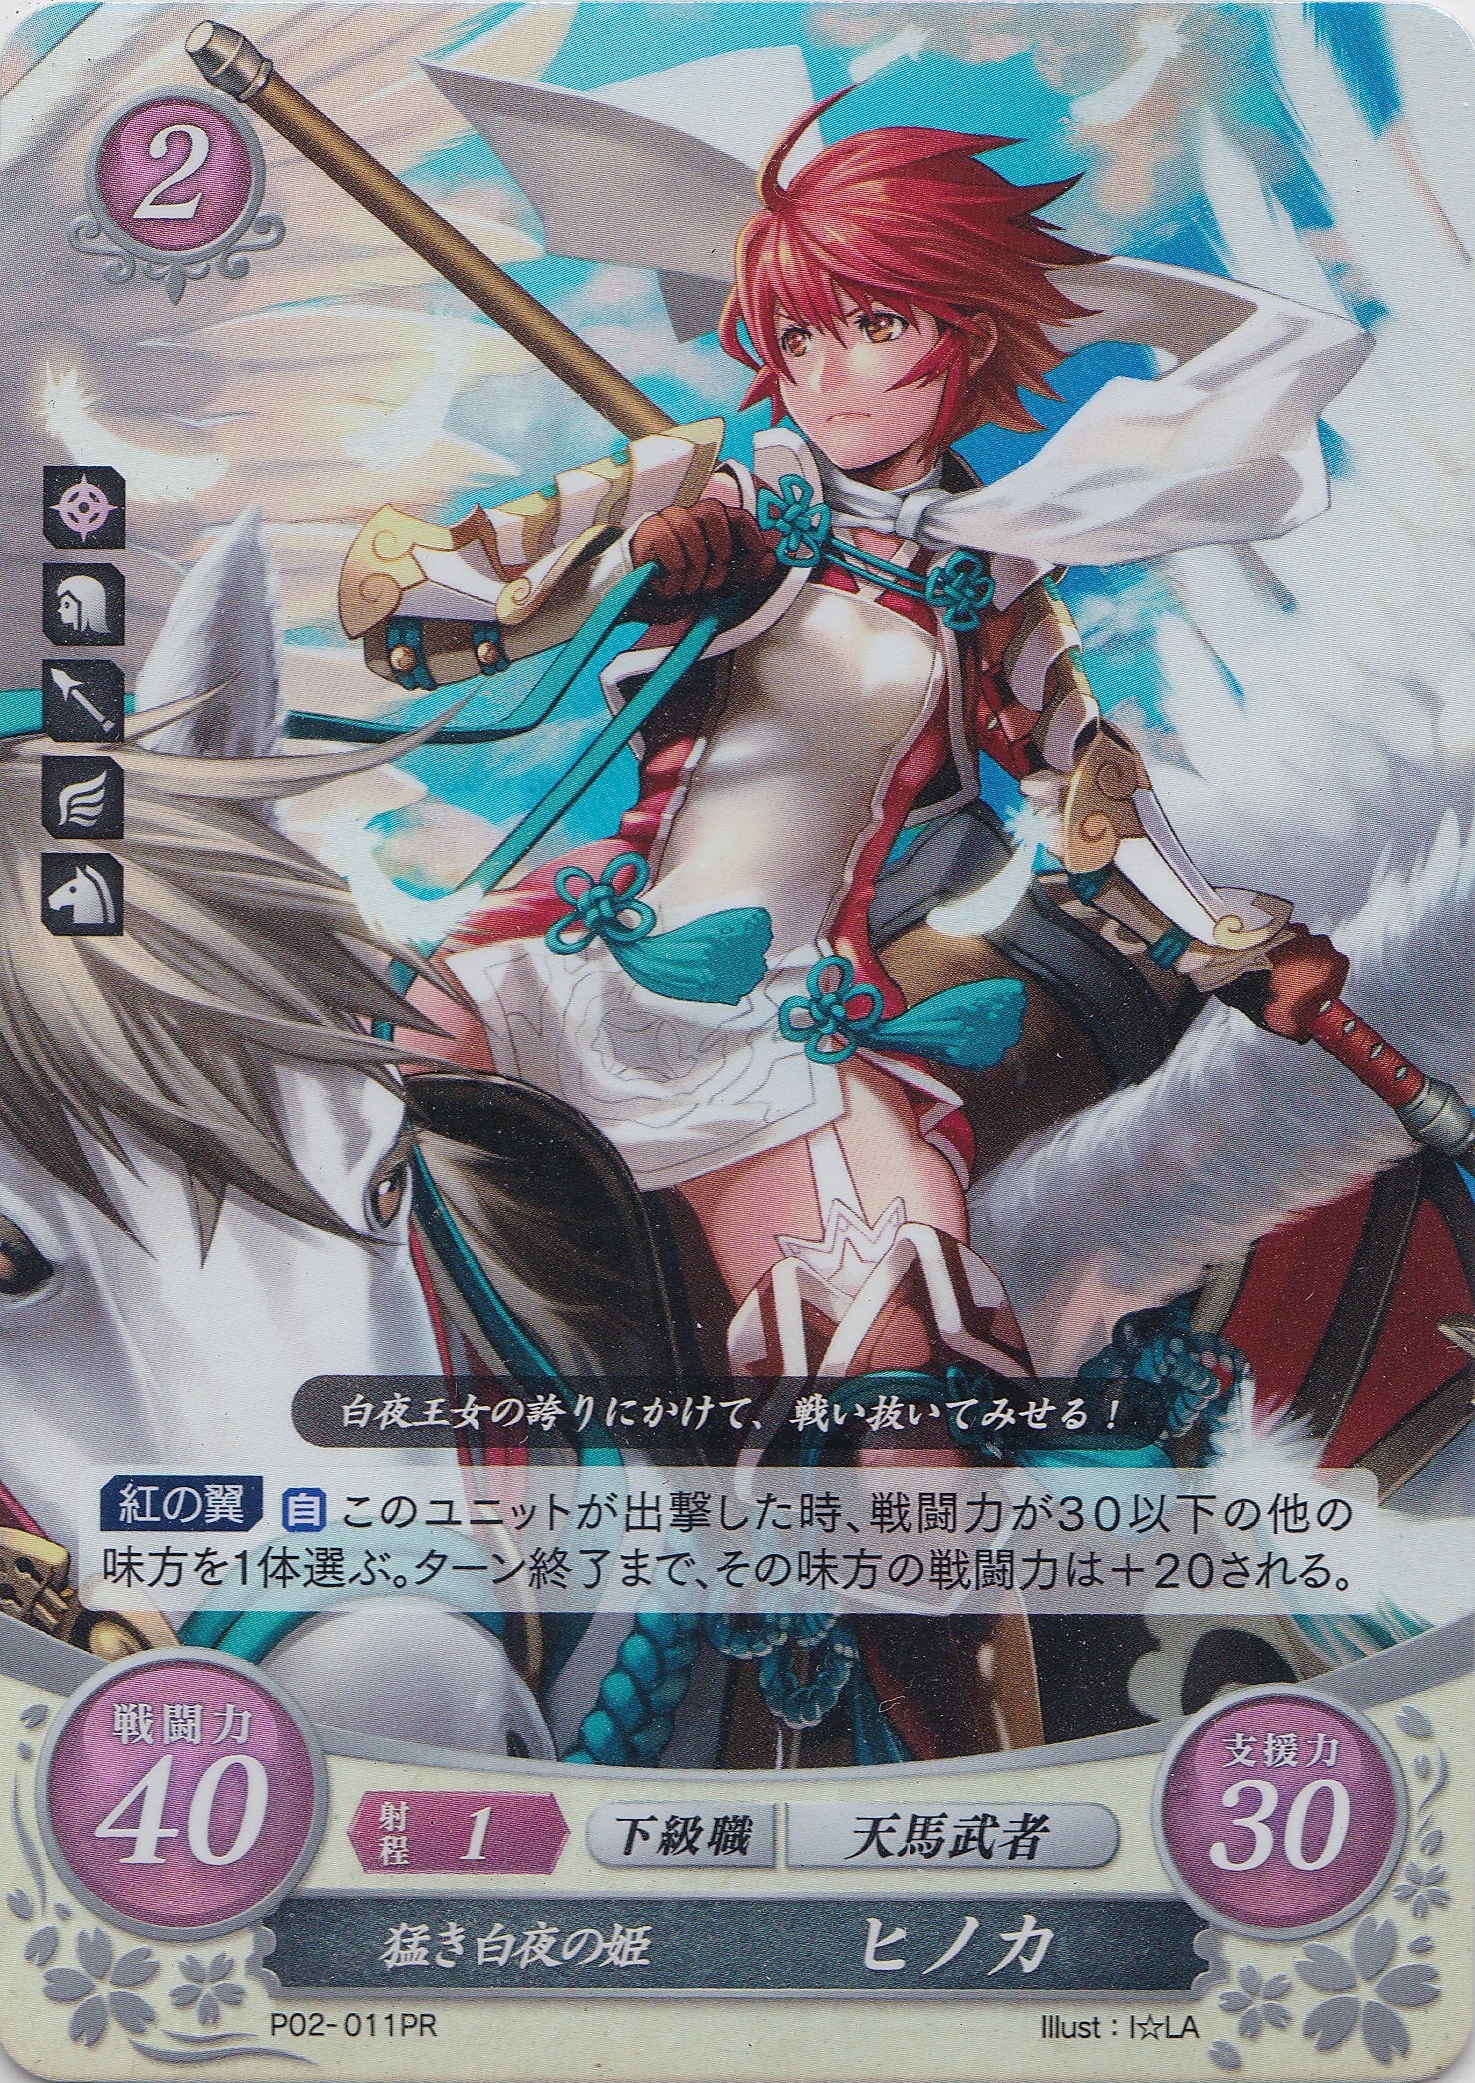 2
白夜王女の誇りにかけて、戦い抜いてみせる！
紅の翼 自 このユニットが出撃した時、戦闘力が30以下の他の
味方を1体選ぶ。ターン終了まで、その味方の戦闘力は＋20される。
戦闘力
40
射程 1
下級職
天馬武者
支援力
30
猛き白夜の姫 ヒノカ
P02-011PR
Illust：I☆LA